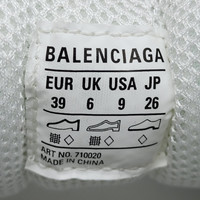 BALENCIAGA
EUR UK USA JP
39 6 9 26
ART NO. 710020
MADE IN CHINA